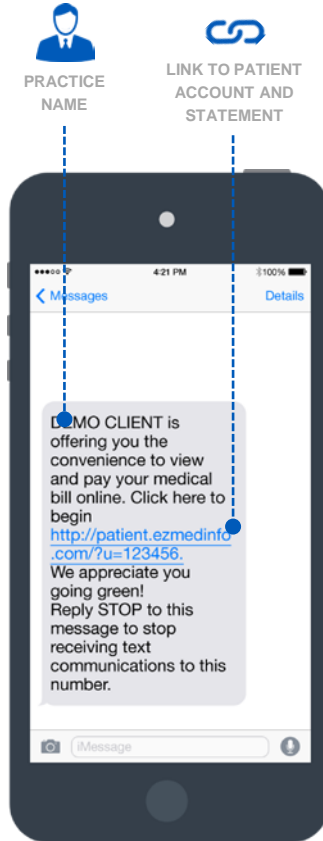 PRACTICE
NAME
LINK TO PATIENT
ACCOUNT AND
STATEMENT
4:21 PM
100%
Messages
Details
DEMO CLIENT is
offering you the
convenience to view
and pay your medical
bill online. Click here to
begin
http://patient.ezmedinfo
.com/?u=123456.
We appreciate you
going green!
Reply STOP to this
message to stop
receiving text
communications to this
number.
iMessage